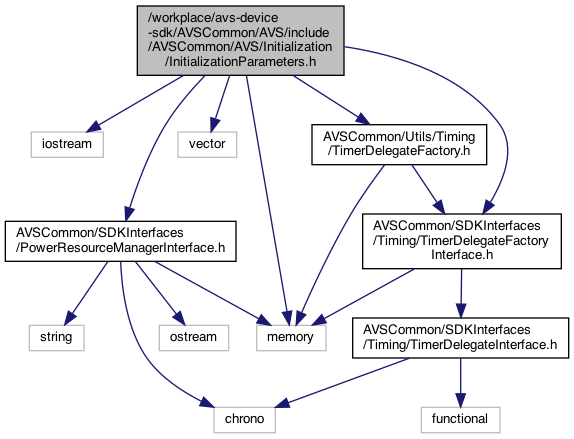 /workplace/avs-device
-sdk/AVSCommon/AVS/include
/AVSCommon/AVS/Initialization
/InitializationParameters.h
iostream
vector
AVSCommon/Utils/Timing
/TimerDelegateFactory.h
AVSCommon/SDKInterfaces
/PowerResourceManagerInterface.h
AVSCommon/SDKInterfaces
/Timing/TimerDelegateFactory
Interface.h
string
ostream
memory
AVSCommon/SDKInterfaces
/Timing/TimerDelegateInterface.h
chrono
functional